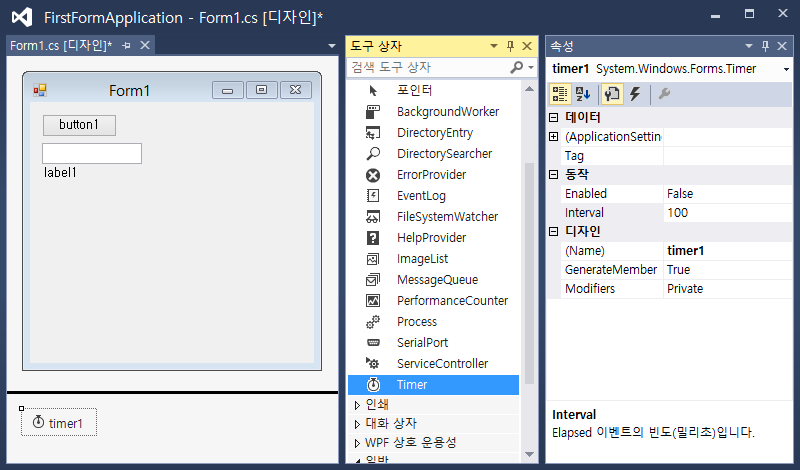 FirstFormApplication - Form1.cs [디자인]*
Form1.cs [디자인]*
Form1
button1
label1
timer1
도구 상자
검색 도구 상자
포인터
BackgroundWorker
DirectoryEntry
DirectorySearcher
ErrorProvider
EventLog
FileSystemWatcher
HelpProvider
ImageList
MessageQueue
PerformanceCounter
Process
SerialPort
ServiceController
Timer
인쇄
대화 상자
WPF 상호 운용성
일반
속성
timer1 System.Windows.Forms.Timer
데이터
(ApplicationSettin
Tag
동작
Enabled False
Interval 100
디자인
(Name) timer1
GenerateMember True
Modifiers Private
Interval
Elapsed 이벤트의 빈도(밀리초)입니다.